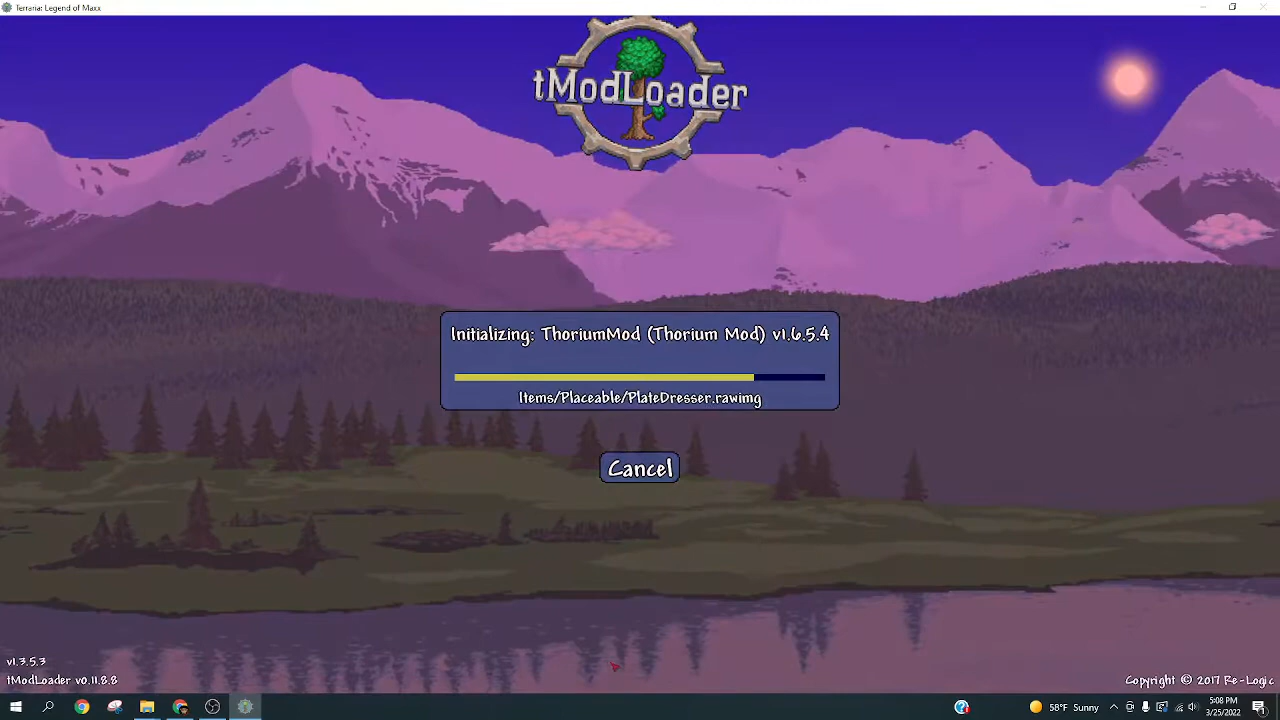 Terraria: Legend of Maxx
tModLoader
Initializing: ThoriumMod (Thorium Mod) v1.6.5.4
Items/Placeable/PlateDresser.rawimg
Cancel
v1.3.5.3
tModLoader v0.11.8.8
Copyright © 2017 Re-Logic
58°F Sunny
5:08 PM
3/25/2022